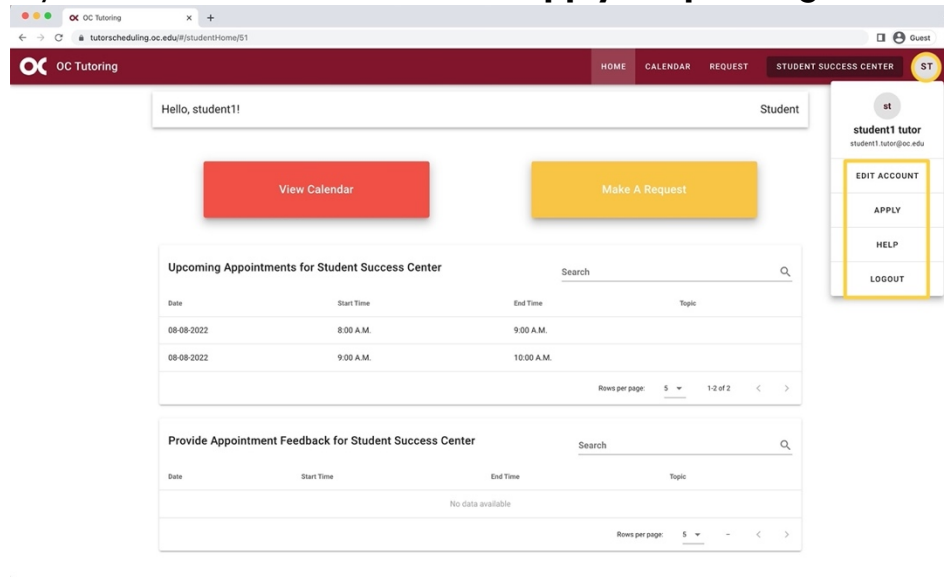 OC Tutoring
tutorscheduling.oc.edu/#/studentHome/51
Guest
OC OC Tutoring
HOME CALENDAR REQUEST STUDENT SUCCESS CENTER ST
Hello, student1! Student
st
student1 tutor
student1.tutor@oc.edu
EDIT ACCOUNT
APPLY
HELP
LOGOUT
View Calendar
Make A Request
Upcoming Appointments for Student Success Center
Search
Date Start Time End Time Topic
08-08-2022 8:00 A.M. 9:00 A.M.
08-08-2022 9:00 A.M. 10:00 A.M.
Rows per page: 5 1-2 of 2
Provide Appointment Feedback for Student Success Center
Search
Date Start Time End Time Topic
No data available
Rows per page: 5 –